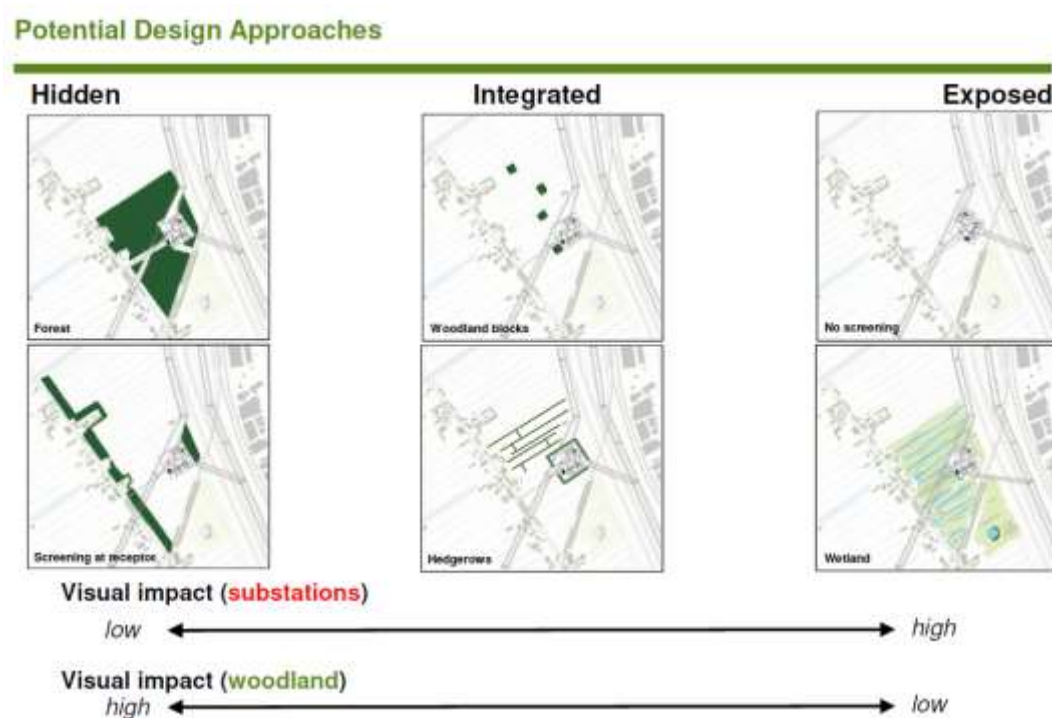 Potential Design Approaches
Hidden Integrated Exposed
Forest Woodland blocks No screening
Screening at receptor Hedgerows Wetland
Visual impact (substations)
low high
Visual impact (woodland)
high low